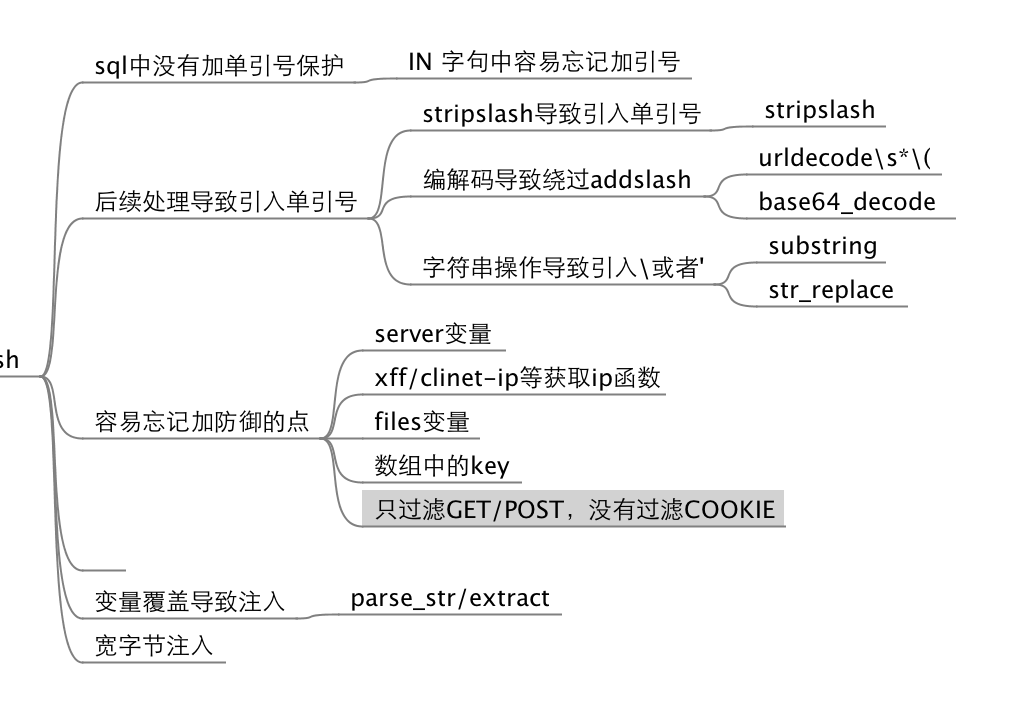 sh
sql中没有加单引号保护
IN 字句中容易忘记加引号
后续处理导致引入单引号
stripslash导致引入单引号
stripslash
编解码导致绕过addslash
urldecode\s*\(
base64_decode
字符串操作导致引入\或者'
substring
str_replace
容易忘记加防御的点
server变量
xff/clinet-ip等获取ip函数
files变量
数组中的key
只过滤GET/POST，没有过滤COOKIE
变量覆盖导致注入
parse_str/extract
宽字节注入